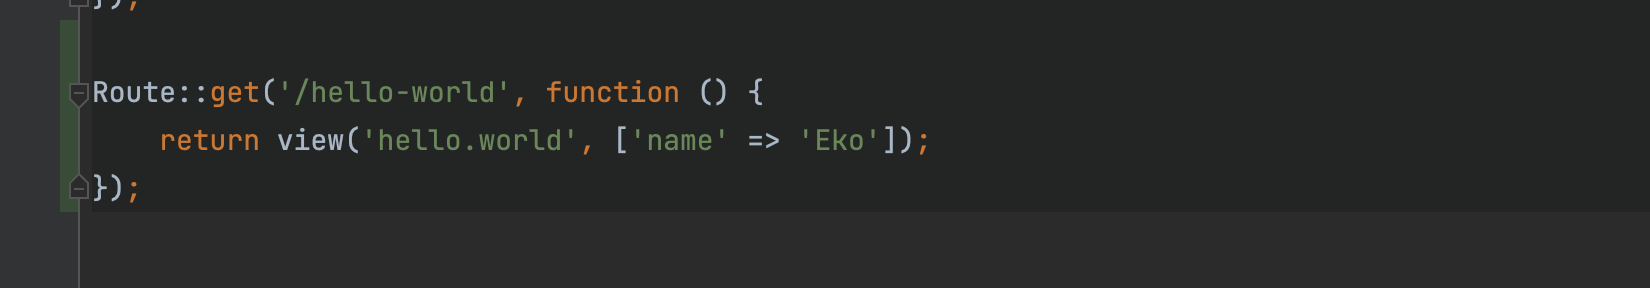 });
Route::get('/hello-world', function () {
    return view('hello.world', ['name' => 'Eko']);
});